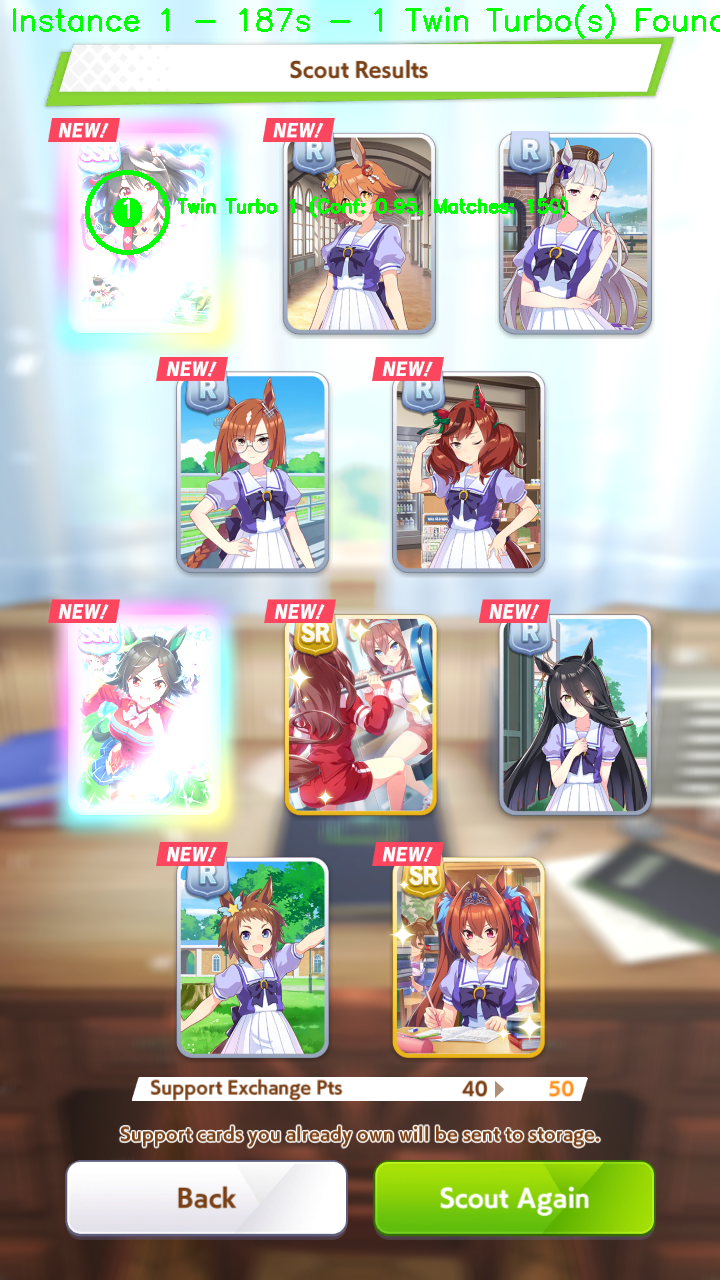 Instance 1 - 187s - 1 Twin Turbo(s) Found
Scout Results
NEW!
NEW!
SSR
R
R
1
Twin Turbo 1 (Conf: 0.95, Matches: 150)
NEW!
NEW!
R
R
NEW!
NEW!
NEW!
SSR
SR
R
NEW!
NEW!
R
SR
Support Exchange Pts 40 50
Support cards you already own will be sent to storage.
Back
Scout Again